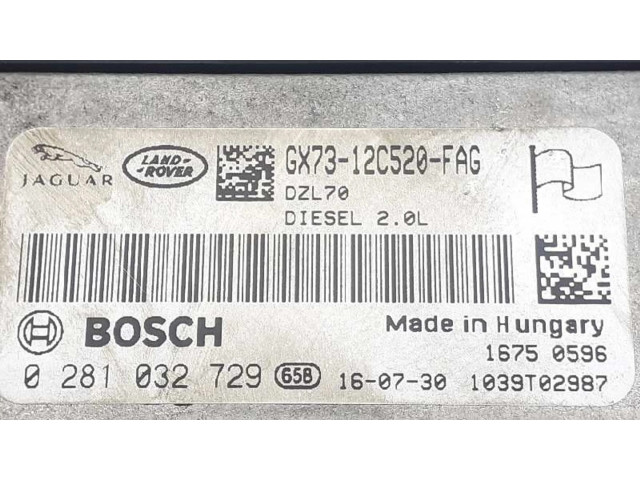 JAGUAR
LAND-
ROVER
GX73-12C520-FAG
DZL70
DIESEL 2.0L
BOSCH
Made in Hungary
1675 0596
0 281 032 729 65B 16-07-30 1039T02987